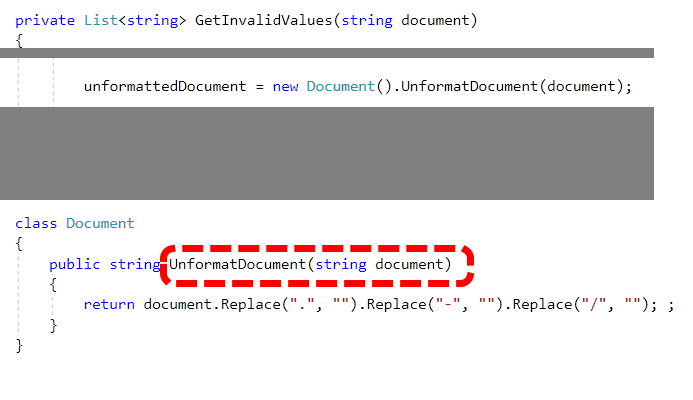 private List<string> GetInvalidValues(string document)
{
unformattedDocument = new Document().UnformatDocument(document);
class Document
{
public string UnformatDocument(string document)
{
return document.Replace(".", "").Replace("-", "").Replace("/", ""); ;
}
}